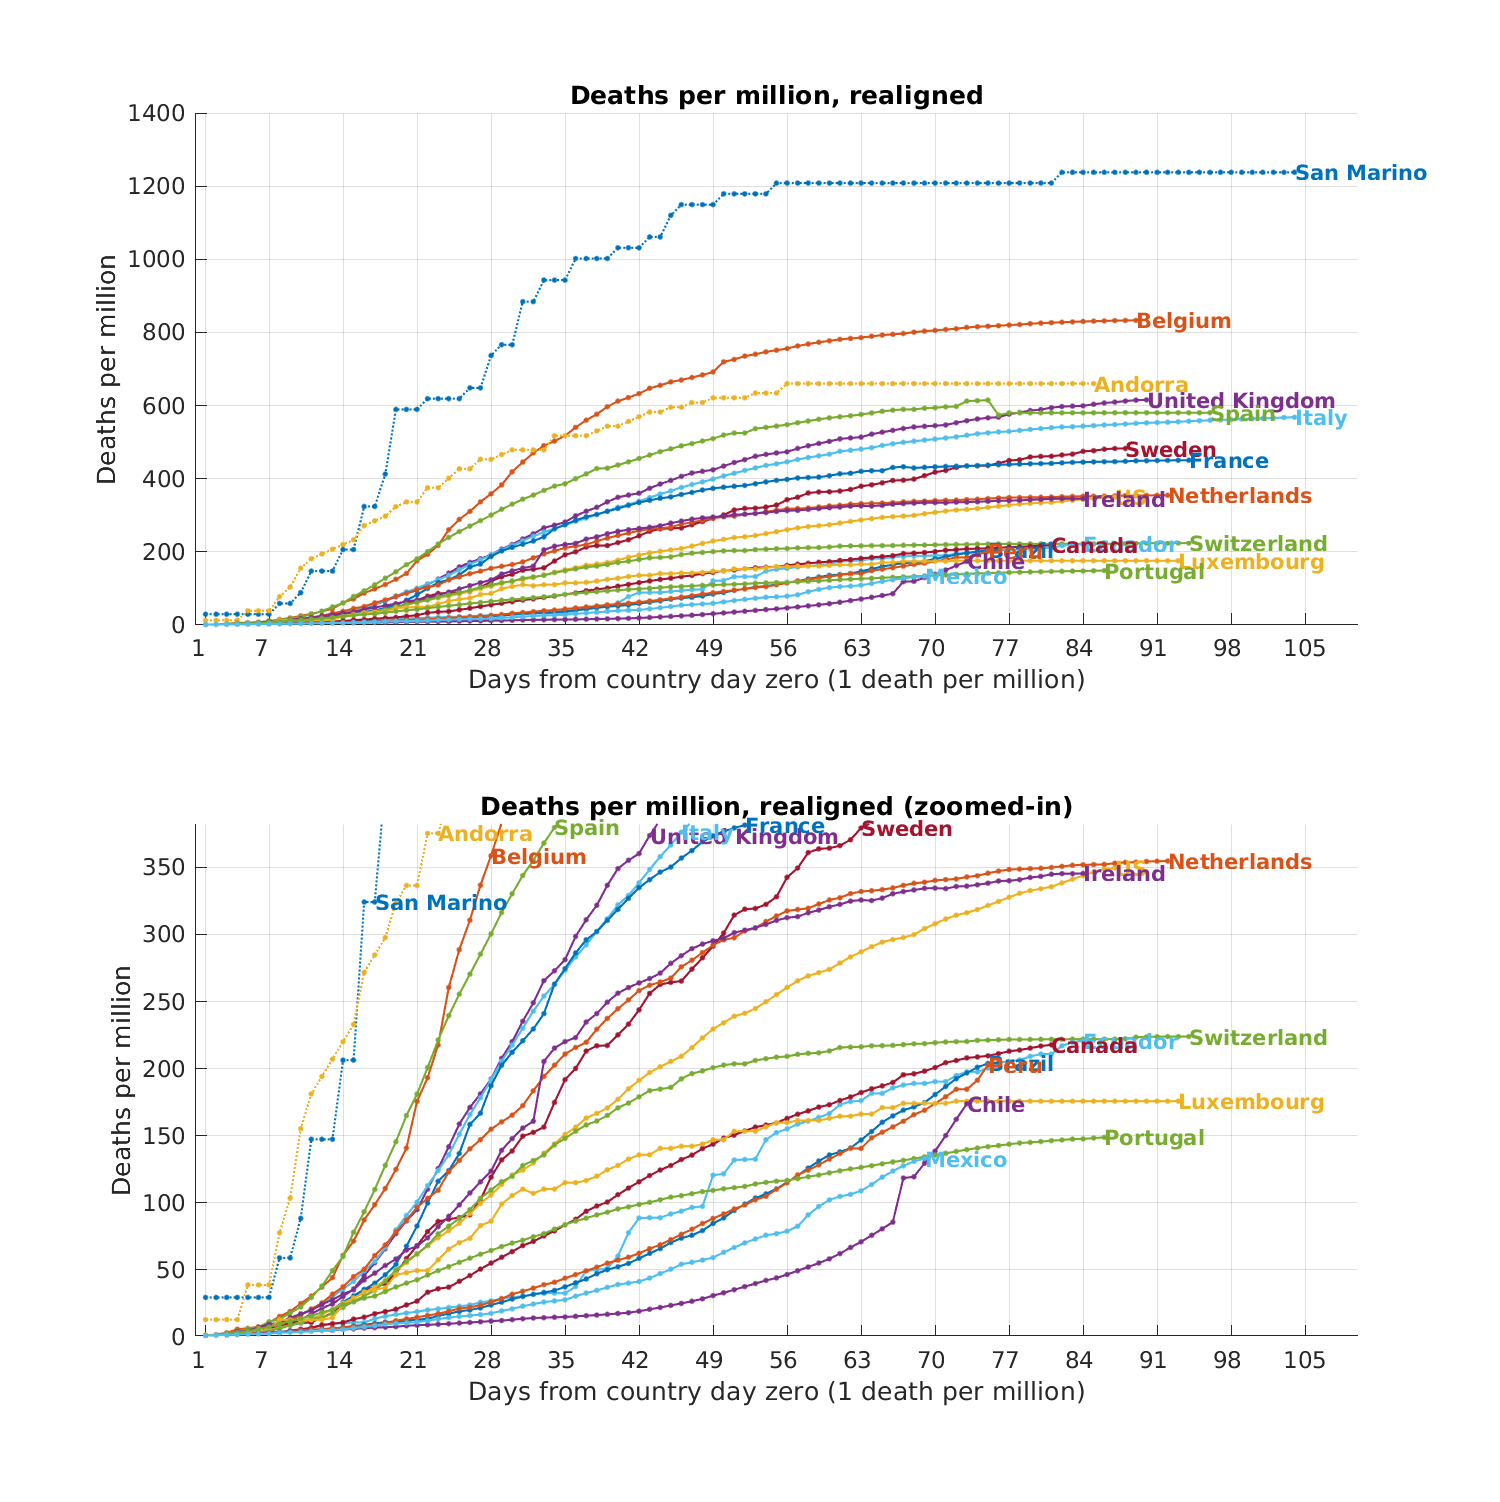 Deaths per million, realigned
1400
1200
1000
800
600
400
200
0
Deaths per million
San Marino
Belgium
Andorra
United Kingdom
Spain
Italy
Sweden
France
US
Netherlands
Ireland
Ecuador
Switzerland
Canada
Brazil
Peru
Chile
Luxembourg
Portugal
Mexico
1 7 14 21 28 35 42 49 56 63 70 77 84 91 98 105
Days from country day zero (1 death per million)
Deaths per million, realigned (zoomed-in)
350
300
250
200
150
100
50
0
Deaths per million
Andorra
Spain
United Kingdom
Italy
France
Sweden
Belgium
San Marino
US
Netherlands
Ireland
Switzerland
Ecuador
Canada
Brazil
Peru
Chile
Luxembourg
Portugal
Mexico
1 7 14 21 28 35 42 49 56 63 70 77 84 91 98 105
Days from country day zero (1 death per million)